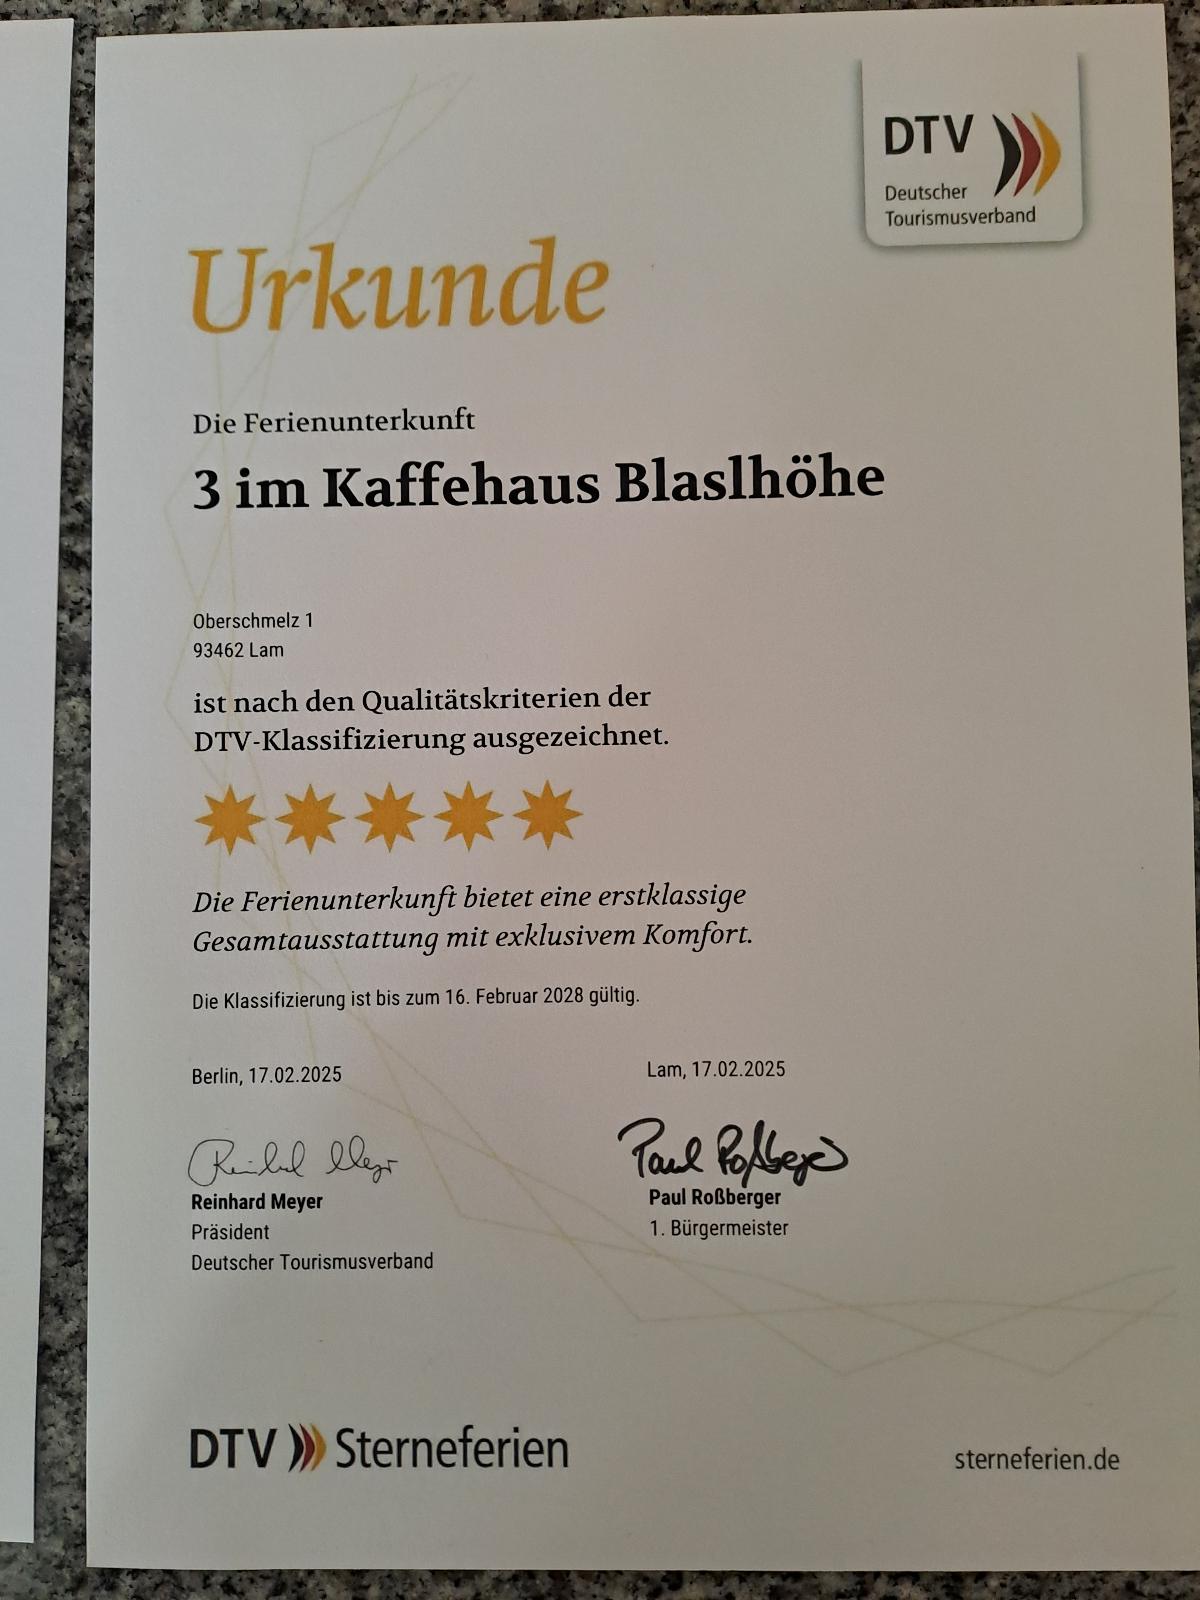 DTV
Deutscher
Tourismusverband
Urkunde
Die Ferienunterkunft
3 im Kaffehaus Blaslhöhe
Oberschmelz 1
93462 Lam
ist nach den Qualitätskriterien der
DTV-Klassifizierung ausgezeichnet.
Die Ferienunterkunft bietet eine erstklassige
Gesamtausstattung mit exklusivem Komfort.
Die Klassifizierung ist bis zum 16. Februar 2028 gültig.
Berlin, 17.02.2025
Lam, 17.02.2025
Reinhard Meyer
Paul Roßberger
Reinhard Meyer
Präsident
Deutscher Tourismusverband
Paul Roßberger
1. Bürgermeister
DTV Sterneferien
sterneferien.de